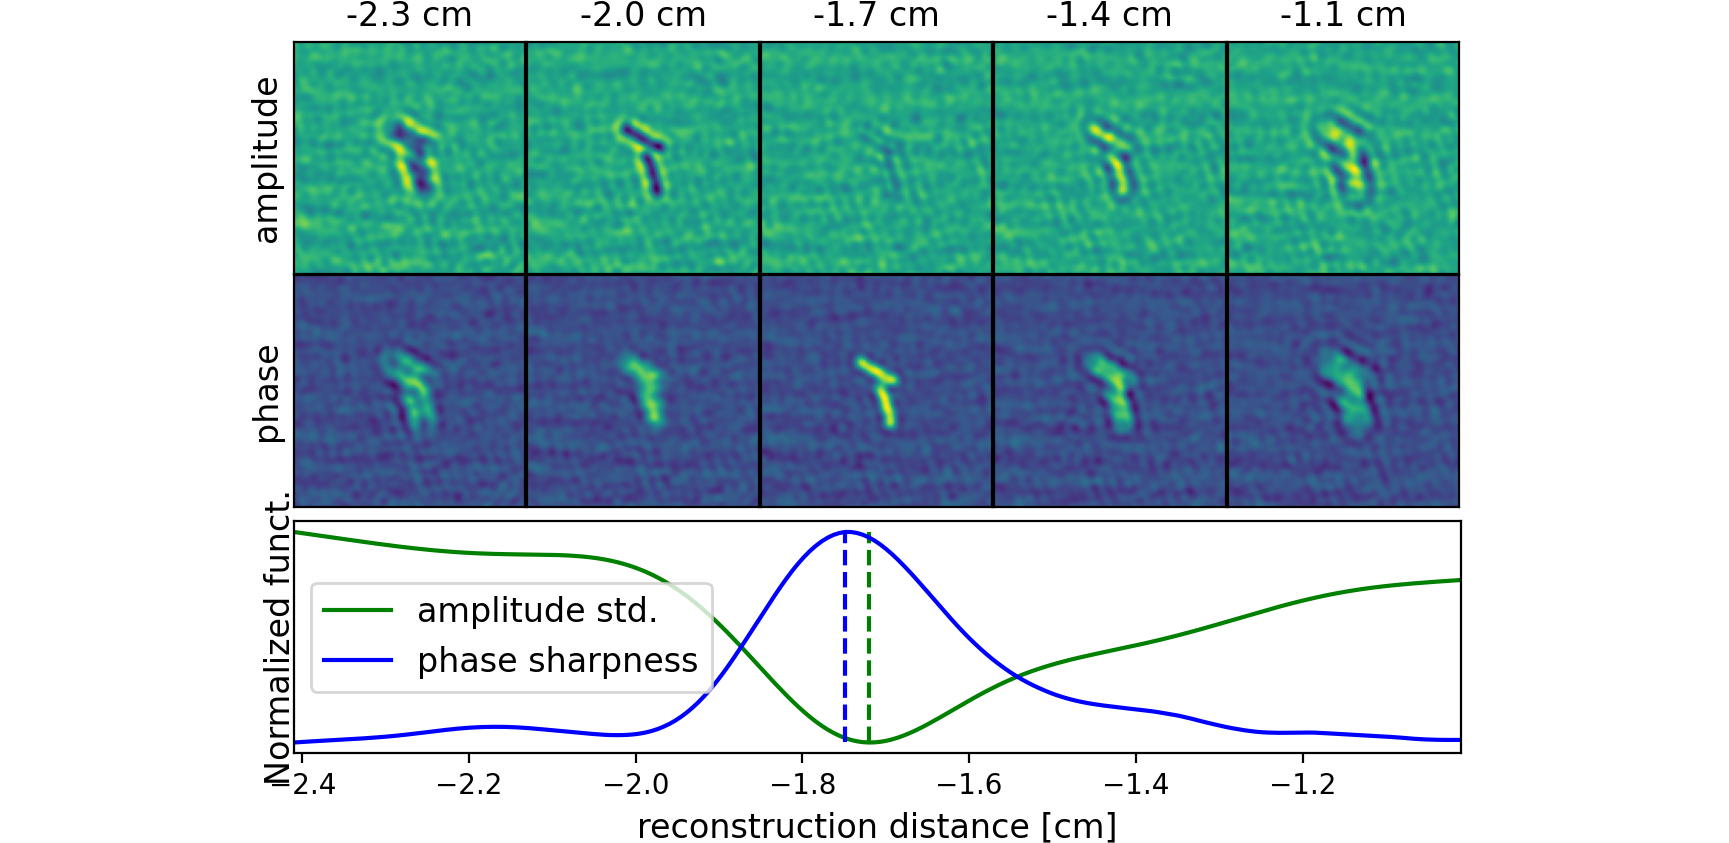 -2.3 cm -2.0 cm -1.7 cm -1.4 cm -1.1 cm
amplitude
phase
Normalized funct.
amplitude std.
phase sharpness
−2.4 −2.2 −2.0 −1.8 −1.6 −1.4 −1.2
reconstruction distance [cm]